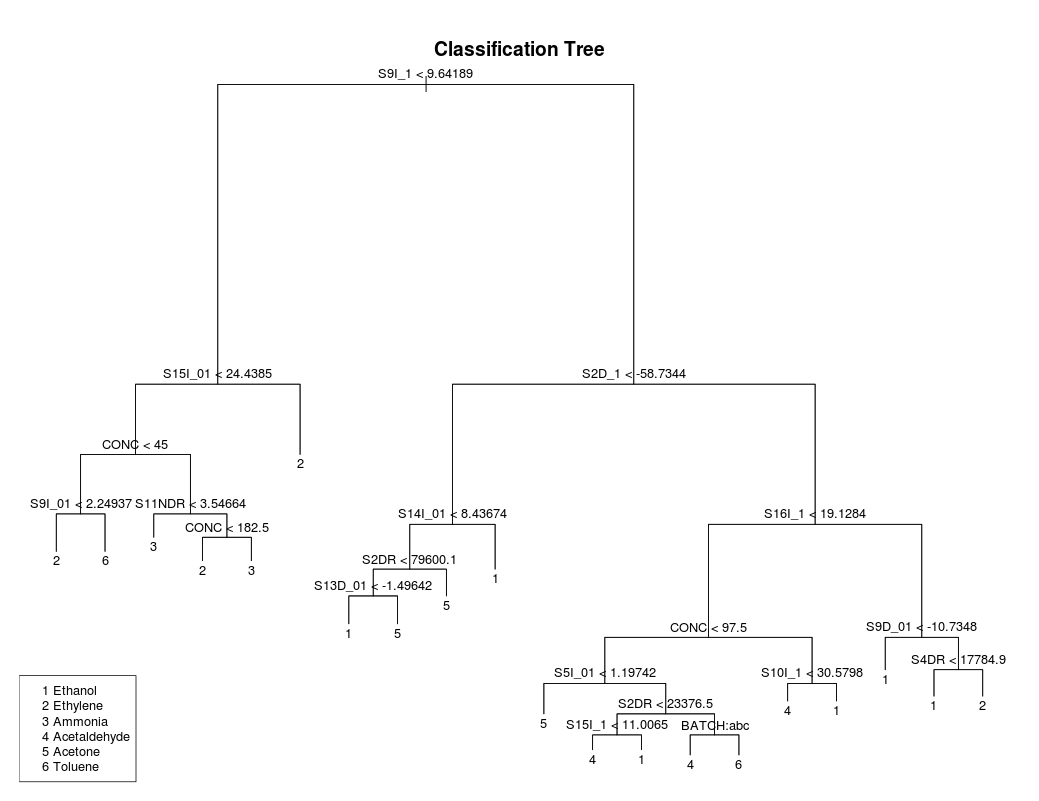 Classification Tree
S9I_1 < 9.64189
S15I_01 < 24.4385
S2D_1 < -58.7344
CONC < 45
2
S9I_01 < 2.24937
S11NDR < 3.54664
S14I_01 < 8.43674
S16I_1 < 19.1284
CONC < 182.5
3
2
6
2
3
S2DR < 79600.1
1
S13D_01 < -1.49642
5
1
5
CONC < 97.5
S9D_01 < -10.7348
S5I_01 < 1.19742
S10I_1 < 30.5798
1
S4DR < 17784.9
5
S2DR < 23376.5
4
1
1
2
S15I_1 < 11.0065
BATCH:abc
4
1
4
6
1 Ethanol
2 Ethylene
3 Ammonia
4 Acetaldehyde
5 Acetone
6 Toluene